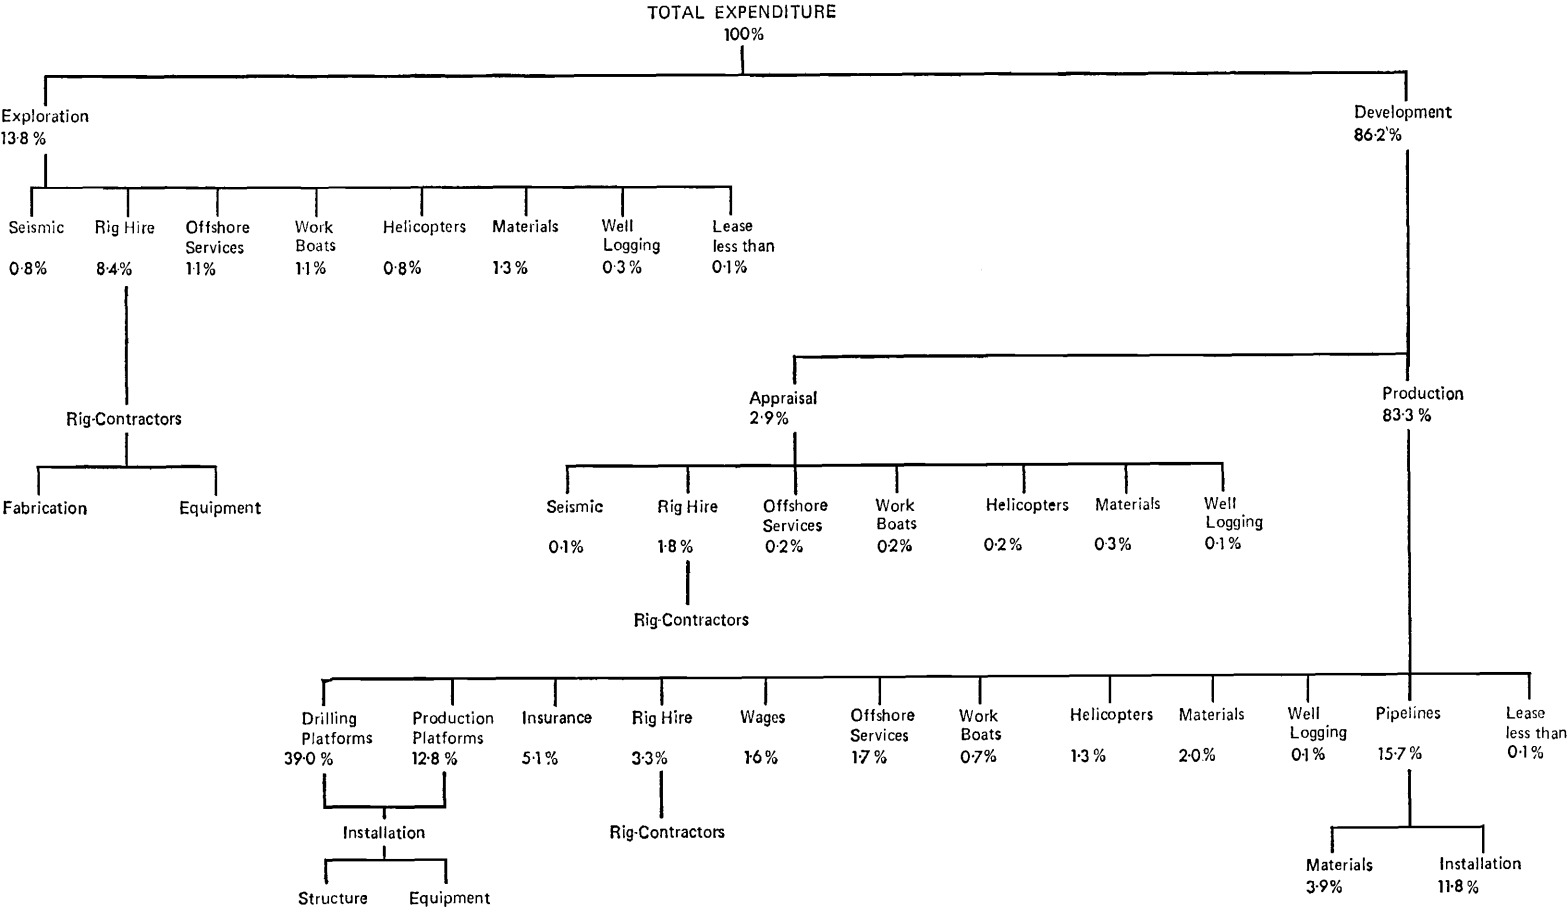 TOTAL EXPENDITURE
100%
Exploration
13·8 %
Development
86·2%
Seismic
0·8%
Rig Hire
8·4%
Offshore
Services
1·1%
Work
Boats
1·1%
Helicopters
0·8%
Materials
1·3%
Well
Logging
0·3%
Lease
less than
0·1%
Rig-Contractors
Fabrication
Equipment
Appraisal
2·9%
Production
83·3 %
Seismic
0·1%
Rig Hire
1·8%
Offshore
Services
0·2%
Work
Boats
0·2%
Helicopters
0·2%
Materials
0·3%
Well
Logging
0·1%
Rig-Contractors
Drilling
Platforms
39·0 %
Production
Platforms
12·8 %
Insurance
5·1%
Rig Hire
3·3%
Wages
1·6%
Offshore
Services
1·7%
Work
Boats
0·7%
Helicopters
1·3%
Materials
2·0%
Well
Logging
0·1%
Pipelines
15·7%
Lease
less than
0·1%
Installation
Structure
Equipment
Rig-Contractors
Materials
3·9%
Installation
11·8%